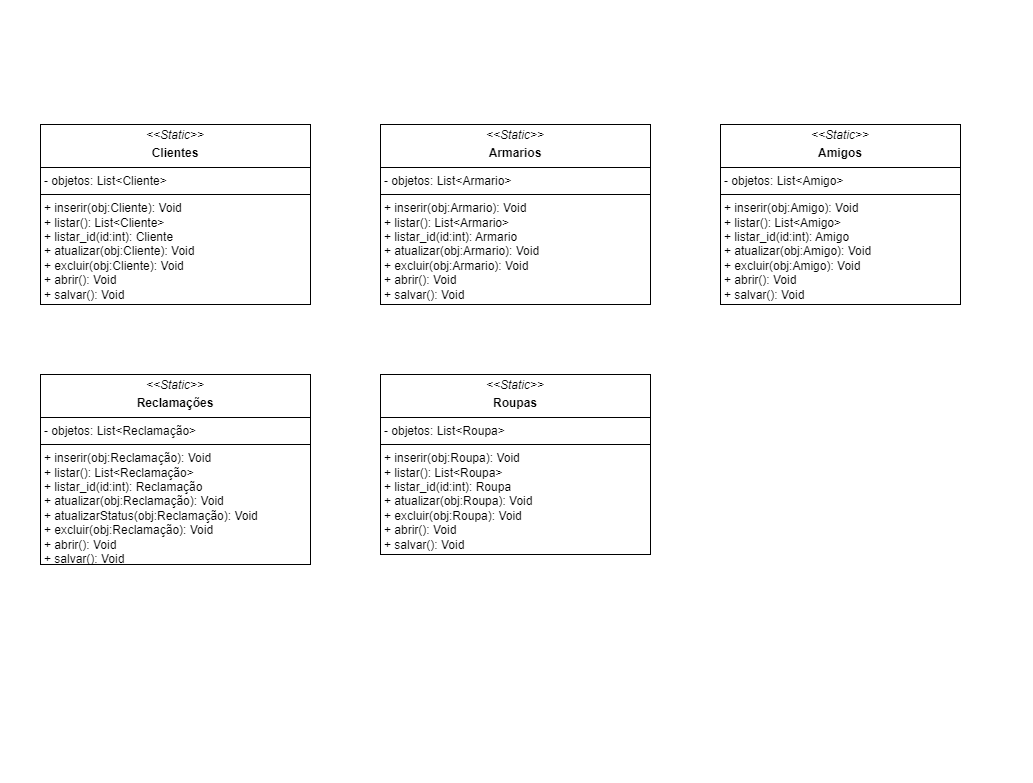 <<Static>>
Clientes
- objetos: List<Cliente>
+ inserir(obj:Cliente): Void
+ listar(): List<Cliente>
+ listar_id(id:int): Cliente
+ atualizar(obj:Cliente): Void
+ excluir(obj:Cliente): Void
+ abrir(): Void
+ salvar(): Void
<<Static>>
Armarios
- objetos: List<Armario>
+ inserir(obj:Armario): Void
+ listar(): List<Armario>
+ listar_id(id:int): Armario
+ atualizar(obj:Armario): Void
+ excluir(obj:Armario): Void
+ abrir(): Void
+ salvar(): Void
<<Static>>
Amigos
- objetos: List<Amigo>
+ inserir(obj:Amigo): Void
+ listar(): List<Amigo>
+ listar_id(id:int): Amigo
+ atualizar(obj:Amigo): Void
+ excluir(obj:Amigo): Void
+ abrir(): Void
+ salvar(): Void
<<Static>>
Reclamações
- objetos: List<Reclamação>
+ inserir(obj:Reclamação): Void
+ listar(): List<Reclamação>
+ listar_id(id:int): Reclamação
+ atualizar(obj:Reclamação): Void
+ atualizarStatus(obj:Reclamação): Void
+ excluir(obj:Reclamação): Void
+ abrir(): Void
+ salvar(): Void
<<Static>>
Roupas
- objetos: List<Roupa>
+ inserir(obj:Roupa): Void
+ listar(): List<Roupa>
+ listar_id(id:int): Roupa
+ atualizar(obj:Roupa): Void
+ excluir(obj:Roupa): Void
+ abrir(): Void
+ salvar(): Void